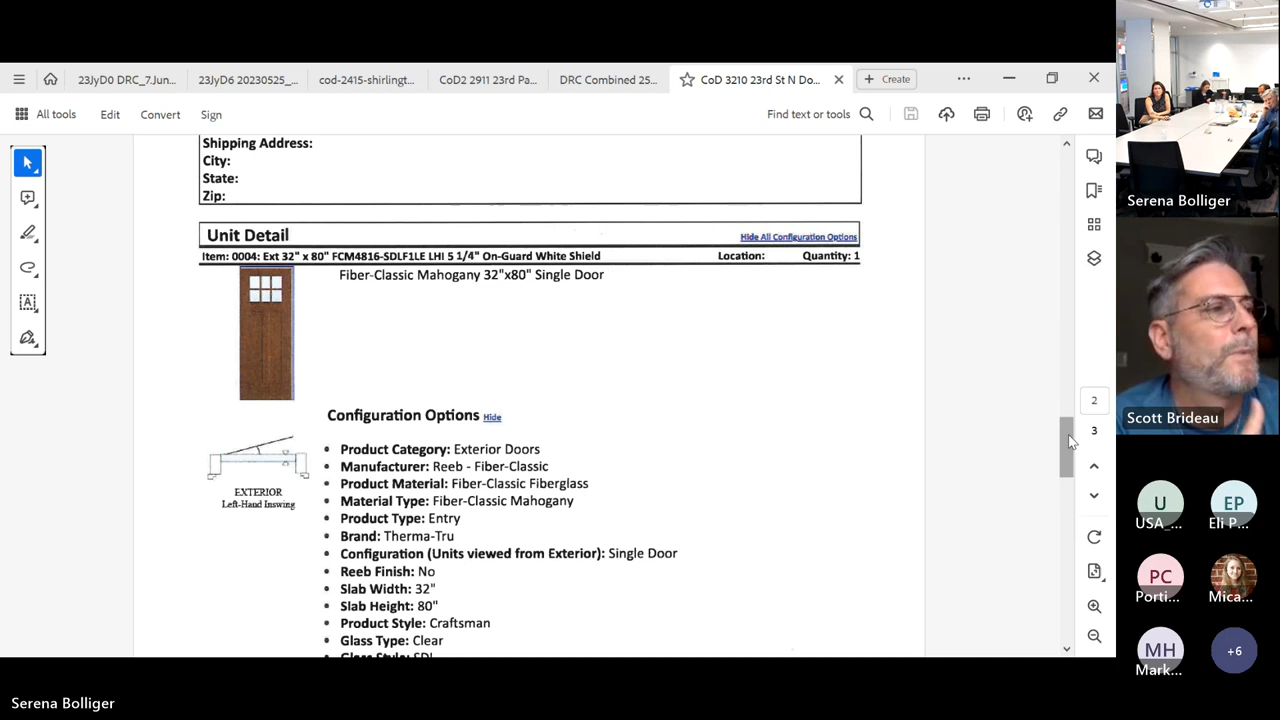 23JyD0 DRC_7.Jun... 23JyD6 20230525_... cod-2415-shirlingt... CoD2 2911 23rd Pa... DRC Combined 25... CoD 3210 23rd St N Do... Create
All tools Edit Convert Sign Find text or tools
Shipping Address:
City:
State:
Zip:
Unit Detail Hide All Configuration Options
Item: 0004: Ext 32" x 80" FCM4816-SDLF1LE LHI 5 1/4" On-Guard White Shield Location: Quantity: 1
Fiber-Classic Mahogany 32"x80" Single Door
Configuration Options Hide
EXTERIOR
Left-Hand Inswing
• Product Category: Exterior Doors
• Manufacturer: Reeb - Fiber-Classic
• Product Material: Fiber-Classic Fiberglass
• Material Type: Fiber-Classic Mahogany
• Product Type: Entry
• Brand: Therma-Tru
• Configuration (Units viewed from Exterior): Single Door
• Reeb Finish: No
• Slab Width: 32"
• Slab Height: 80"
• Product Style: Craftsman
• Glass Type: Clear
• Glass Style: SDL
2
3
Serena Bolliger
Scott Brideau
U
USA_...
EP
Eli P...
PC
Porti...
Mica...
MH
Mark...
+6
Serena Bolliger